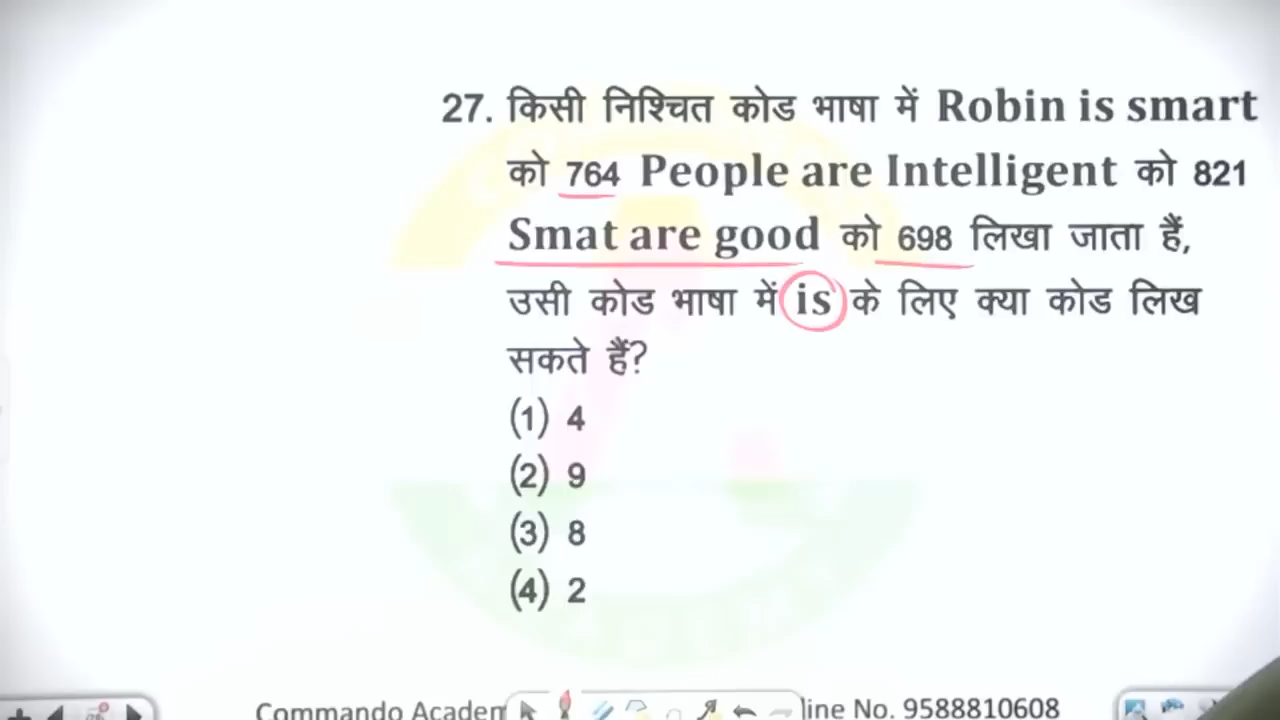 27. किसी निश्चित कोड भाषा में Robin is smart
को 764 People are Intelligent को 821
Smat are good को 698 लिखा जाता हैं,
उसी कोड भाषा में is के लिए क्या कोड लिख
सकते हैं?
(1) 4
(2) 9
(3) 8
(4) 2
Commando Academ line No. 9588810608